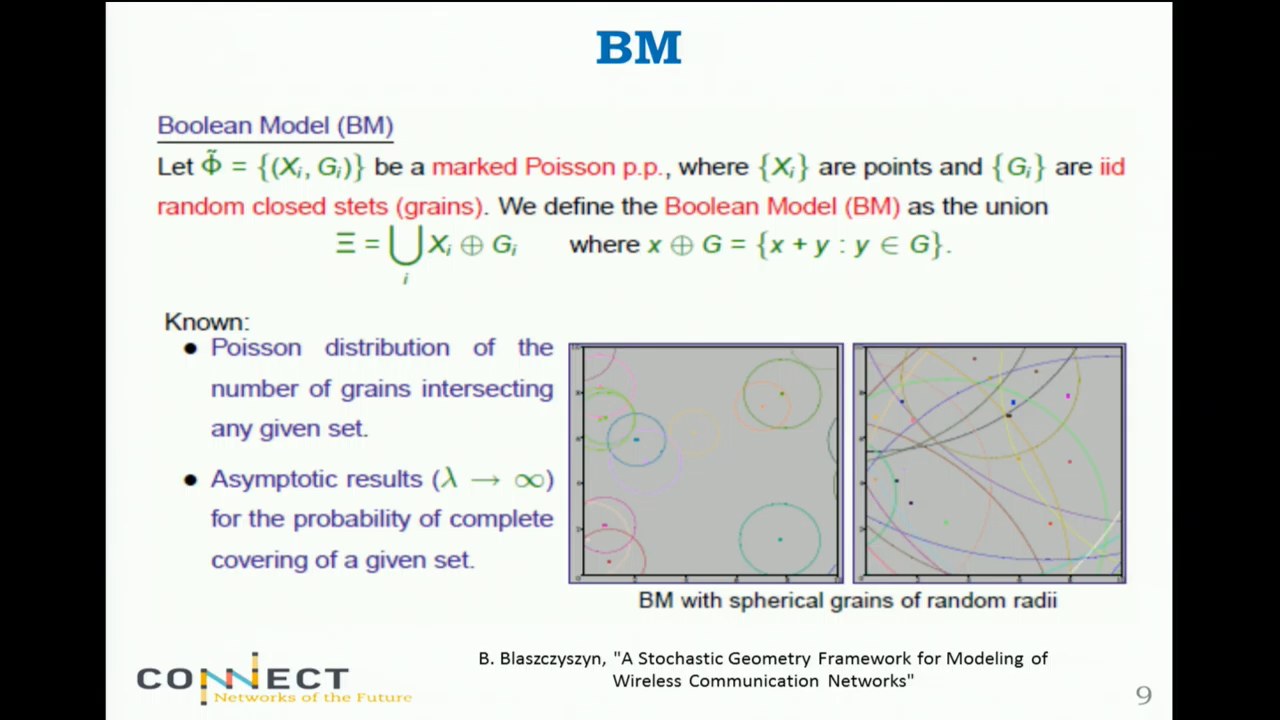 BM
Boolean Model (BM)
Let Φ̃ = {(Xᵢ, Gᵢ)} be a marked Poisson p.p., where {Xᵢ} are points and {Gᵢ} are iid
random closed stets (grains). We define the Boolean Model (BM) as the union
Ξ = ⋃ᵢ Xᵢ ⊕ Gᵢ where x ⊕ G = {x + y : y ∈ G}.
Known:
● Poisson distribution of the
number of grains intersecting
any given set.
● Asymptotic results (λ → ∞)
for the probability of complete
covering of a given set.
BM with spherical grains of random radii
B. Blaszczyszyn, "A Stochastic Geometry Framework for Modeling of
Wireless Communication Networks"
CONNECT
Networks of the Future
9